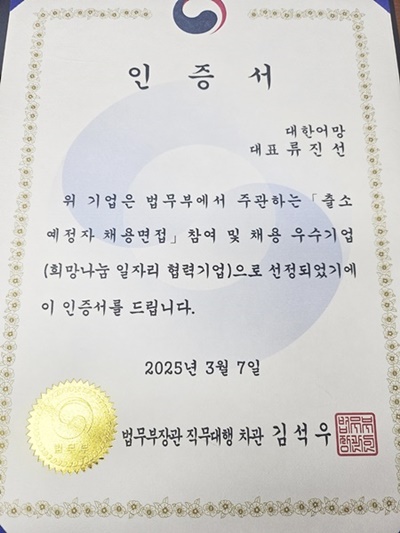 인증서
대한어망
대표 류진선
위 기업은 법무부에서 주관하는 「출소
예정자 채용면접」 참여 및 채용 우수기업
(희망나눔 일자리 협력기업)으로 선정되었기에
이 인증서를 드립니다.
2025년 3월 7일
법무부
법무부장관 직무대행 차관 김석우